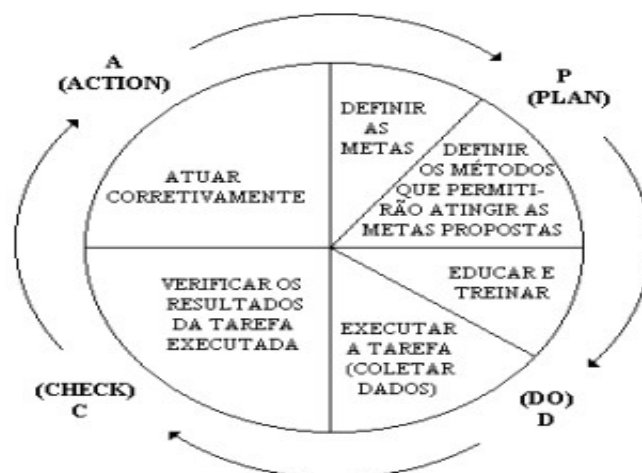 A
(ACTION)
P
(PLAN)
DEFINIR
AS
METAS
DEFINIR
OS MÉTODOS
QUE PERMITI-
RÃO ATINGIR AS
METAS PROPOSTAS
ATUAR
CORRETIVAMENTE
EDUCAR E
TREINAR
VERIFICAR OS
RESULTADOS
DA TAREFA
EXECUTADA
EXECUTAR
A TAREFA
(COLETAR
DADOS)
(CHECK)
C
(DO)
D